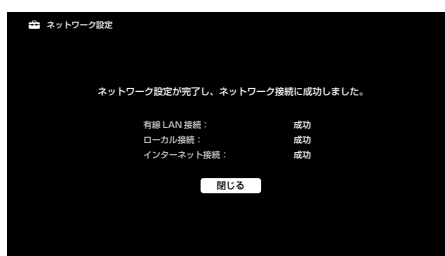 ネットワーク設定
ネットワーク設定が完了し、ネットワーク接続に成功しました。
有線 LAN 接続： 成功
ローカル接続： 成功
インターネット接続： 成功
閉じる